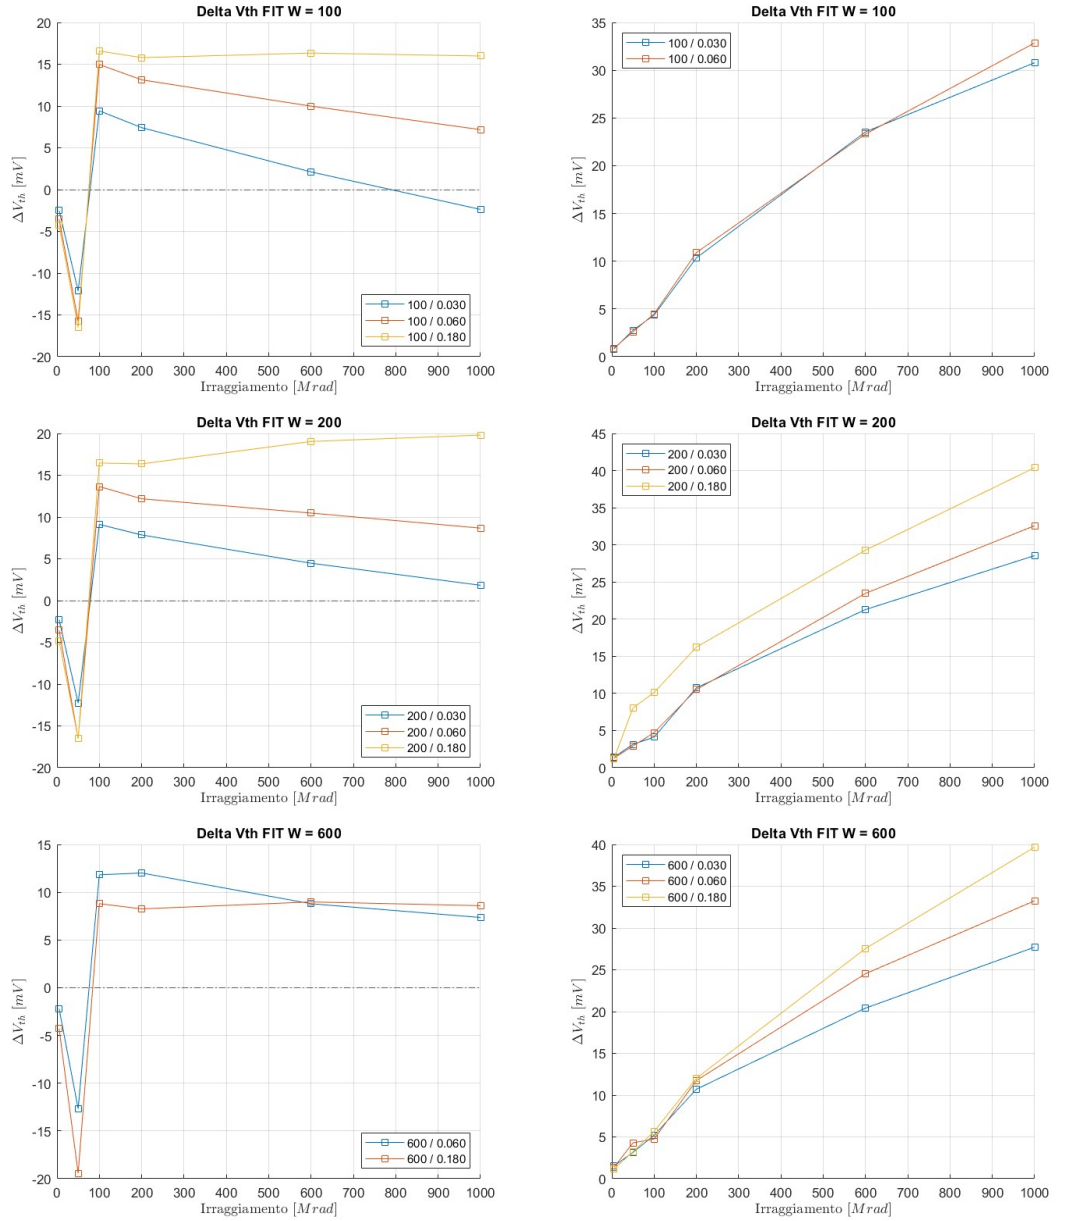 Delta Vth FIT W = 100
20
15
10
5
0
-5
-10
-15
-20
ΔV_th [mV]
100 / 0.030
100 / 0.060
100 / 0.180
0 100 200 300 400 500 600 700 800 900 1000
Irraggiamento [Mrad]
Delta Vth FIT W = 100
35
30
25
20
15
10
5
0
ΔV_th [mV]
100 / 0.030
100 / 0.060
0 100 200 300 400 500 600 700 800 900 1000
Irraggiamento [Mrad]
Delta Vth FIT W = 200
20
15
10
5
0
-5
-10
-15
-20
ΔV_th [mV]
200 / 0.030
200 / 0.060
200 / 0.180
0 100 200 300 400 500 600 700 800 900 1000
Irraggiamento [Mrad]
Delta Vth FIT W = 200
45
40
35
30
25
20
15
10
5
0
ΔV_th [mV]
200 / 0.030
200 / 0.060
200 / 0.180
0 100 200 300 400 500 600 700 800 900 1000
Irraggiamento [Mrad]
Delta Vth FIT W = 600
15
10
5
0
-5
-10
-15
-20
ΔV_th [mV]
600 / 0.060
600 / 0.180
0 100 200 300 400 500 600 700 800 900 1000
Irraggiamento [Mrad]
Delta Vth FIT W = 600
40
35
30
25
20
15
10
5
0
ΔV_th [mV]
600 / 0.030
600 / 0.060
600 / 0.180
0 100 200 300 400 500 600 700 800 900 1000
Irraggiamento [Mrad]